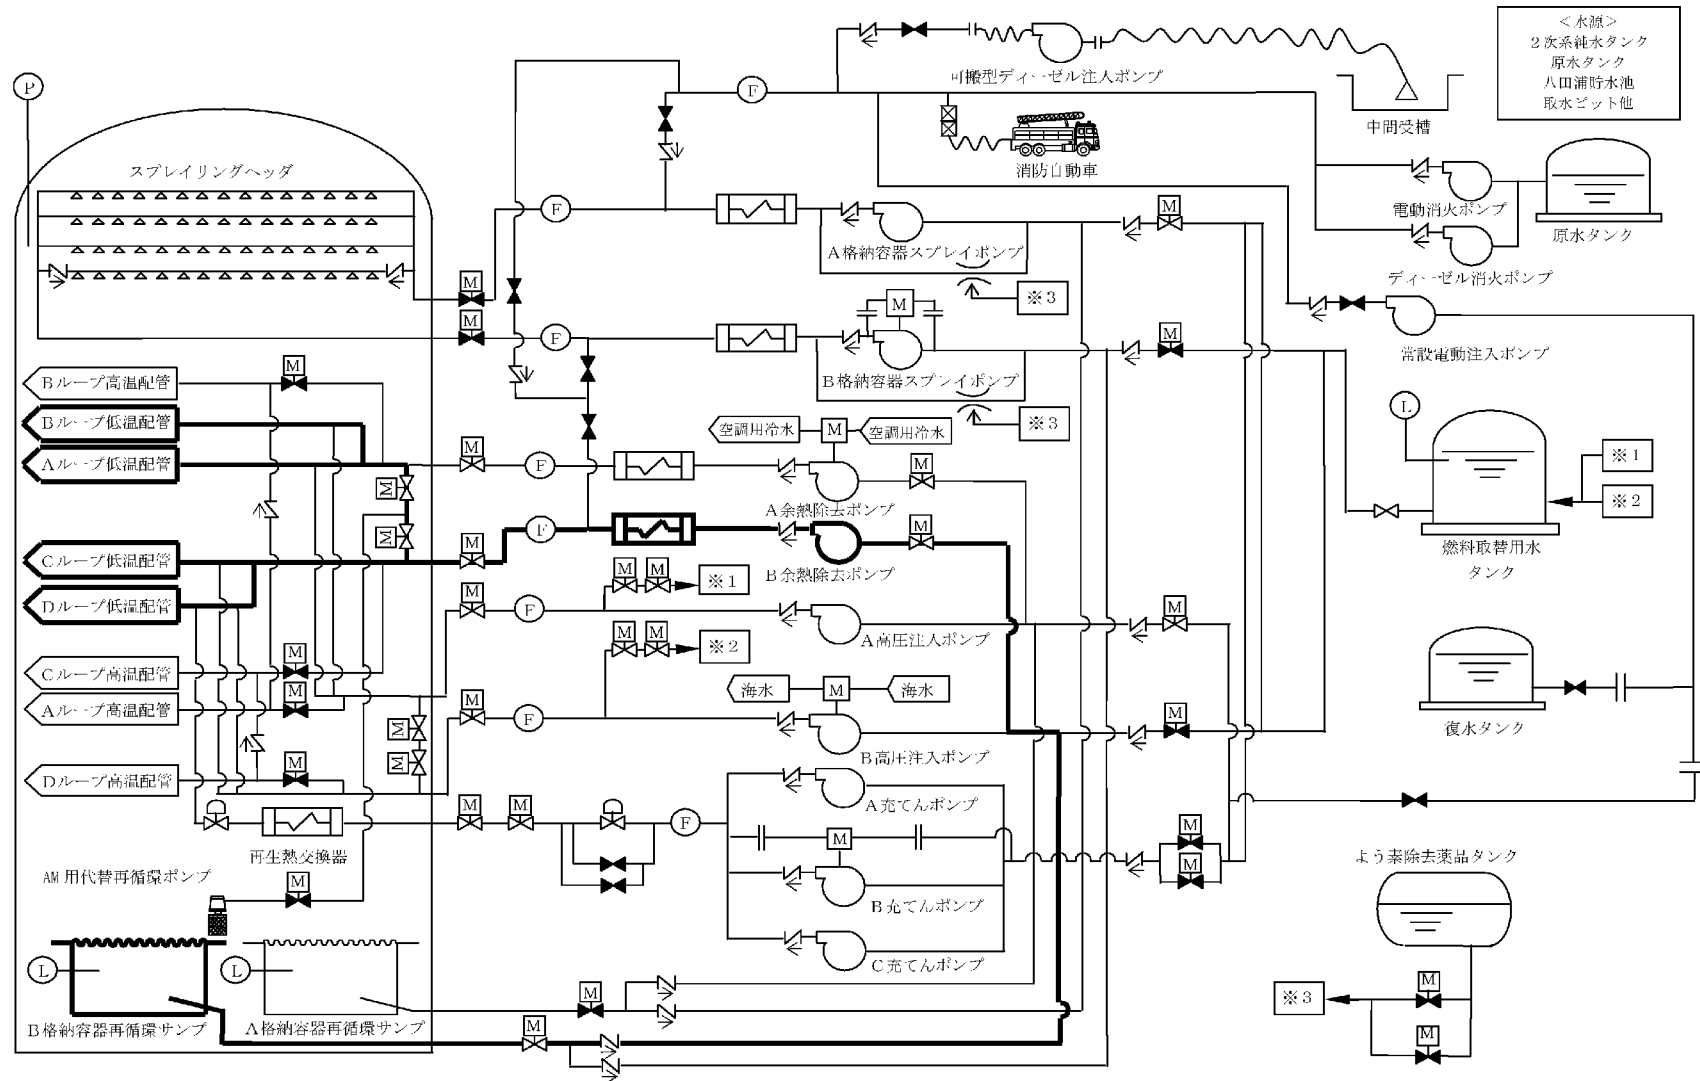 ＜水源＞
２次系純水タンク
原水タンク
八田浦貯水池
取水ピット他
可搬型ディーゼル注入ポンプ
中間受槽
P
F
消防自動車
スプレイリングヘッダ
M
電動消火ポンプ
原水タンク
F
A格納容器スプレイポンプ
ディーゼル消火ポンプ
M
※3
M
M
M
F
常設電動注入ポンプ
B格納容器スプレイポンプ
M
Bループ高温配管
L
※3
Bループ低温配管
空調用冷水
M
空調用冷水
Aループ低温配管
M
F
M
※1
M
A余熱除去ポンプ
※2
M
F
M
燃料取替用水
タンク
Cループ低温配管
M
B余熱除去ポンプ
M
M
※1
Dループ低温配管
M
F
M
A高圧注入ポンプ
M
M
※2
Cループ高温配管
M
海水
M
海水
Aループ高温配管
M
M
F
M
復水タンク
M
M
B高圧注入ポンプ
Dループ高温配管
M
A充てんポンプ
M
M
F
M
M
再生熱交換器
M
よう素除去薬品タンク
AM用代替再循環ポンプ
M
B充てんポンプ
L
L
C充てんポンプ
M
M
※3
B格納容器再循環サンプ
A格納容器再循環サンプ
M
M